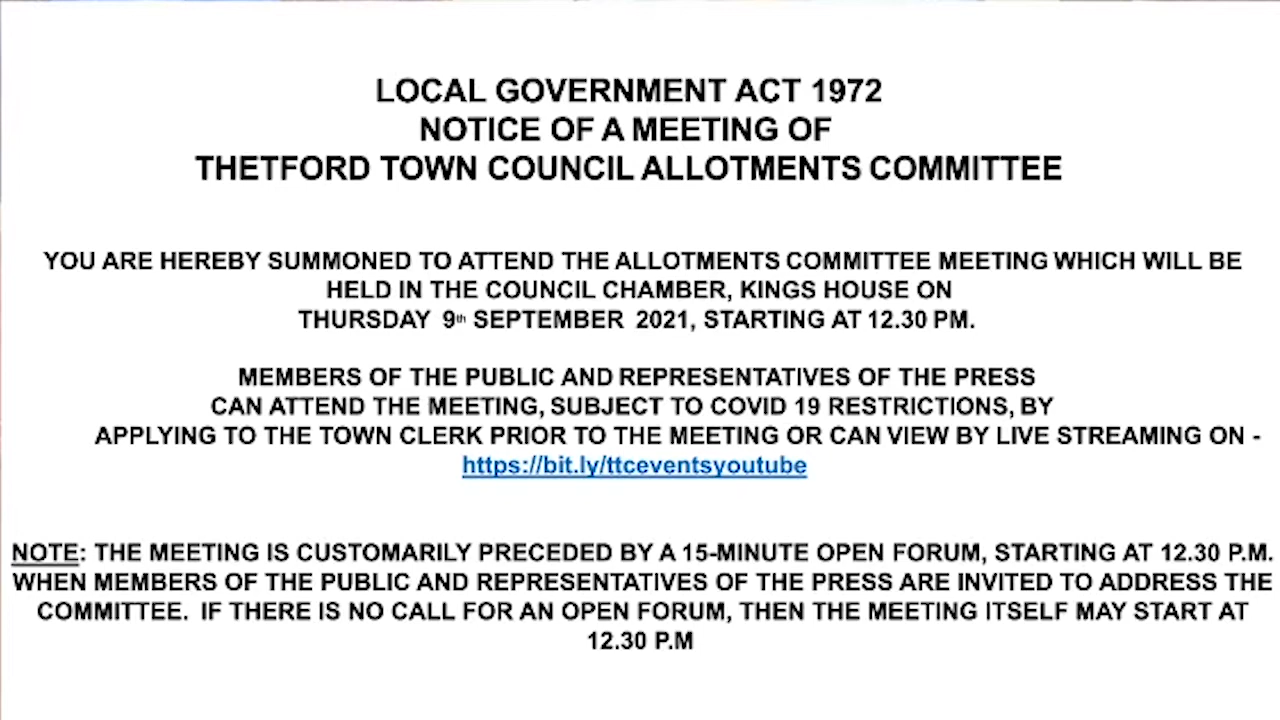 LOCAL GOVERNMENT ACT 1972
NOTICE OF A MEETING OF
THETFORD TOWN COUNCIL ALLOTMENTS COMMITTEE
YOU ARE HEREBY SUMMONED TO ATTEND THE ALLOTMENTS COMMITTEE MEETING WHICH WILL BE
HELD IN THE COUNCIL CHAMBER, KINGS HOUSE ON
THURSDAY 9th SEPTEMBER 2021, STARTING AT 12.30 PM.
MEMBERS OF THE PUBLIC AND REPRESENTATIVES OF THE PRESS
CAN ATTEND THE MEETING, SUBJECT TO COVID 19 RESTRICTIONS, BY
APPLYING TO THE TOWN CLERK PRIOR TO THE MEETING OR CAN VIEW BY LIVE STREAMING ON -
https://bit.ly/ttceventsyoutube
NOTE: THE MEETING IS CUSTOMARILY PRECEDED BY A 15-MINUTE OPEN FORUM, STARTING AT 12.30 P.M.
WHEN MEMBERS OF THE PUBLIC AND REPRESENTATIVES OF THE PRESS ARE INVITED TO ADDRESS THE
COMMITTEE. IF THERE IS NO CALL FOR AN OPEN FORUM, THEN THE MEETING ITSELF MAY START AT
12.30 P.M